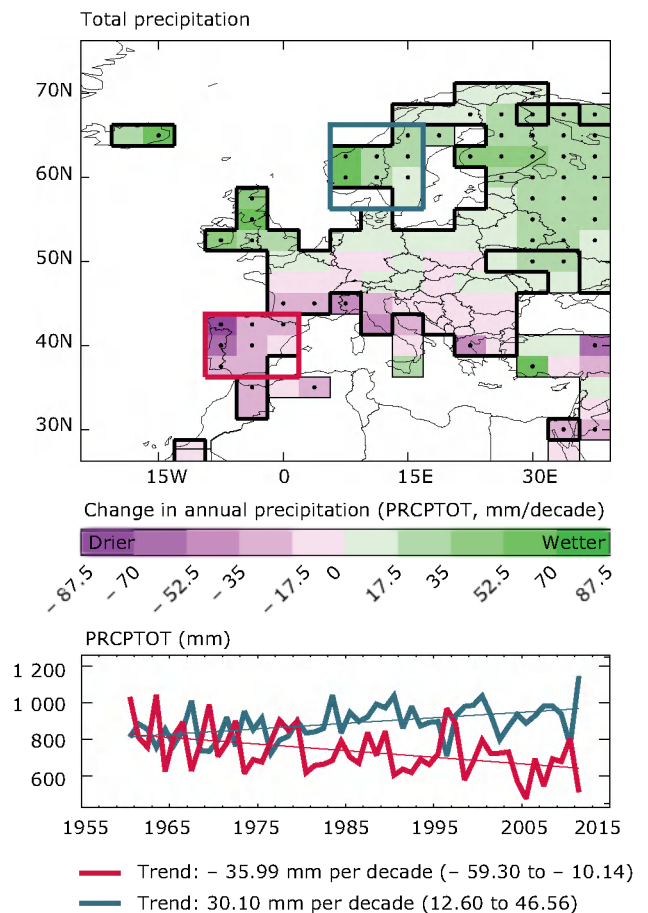 Total precipitation
70N
60N
50N
40N
30N
15W 0 15E 30E
Change in annual precipitation (PRCPTOT, mm/decade)
Drier Wetter
– 87.5 – 70 – 52.5 – 35 – 17.5 0 17.5 35 52.5 70 87.5
PRCPTOT (mm)
1 200
1 000
800
600
1955 1965 1975 1985 1995 2005 2015
Trend: – 35.99 mm per decade (– 59.30 to – 10.14)
Trend: 30.10 mm per decade (12.60 to 46.56)